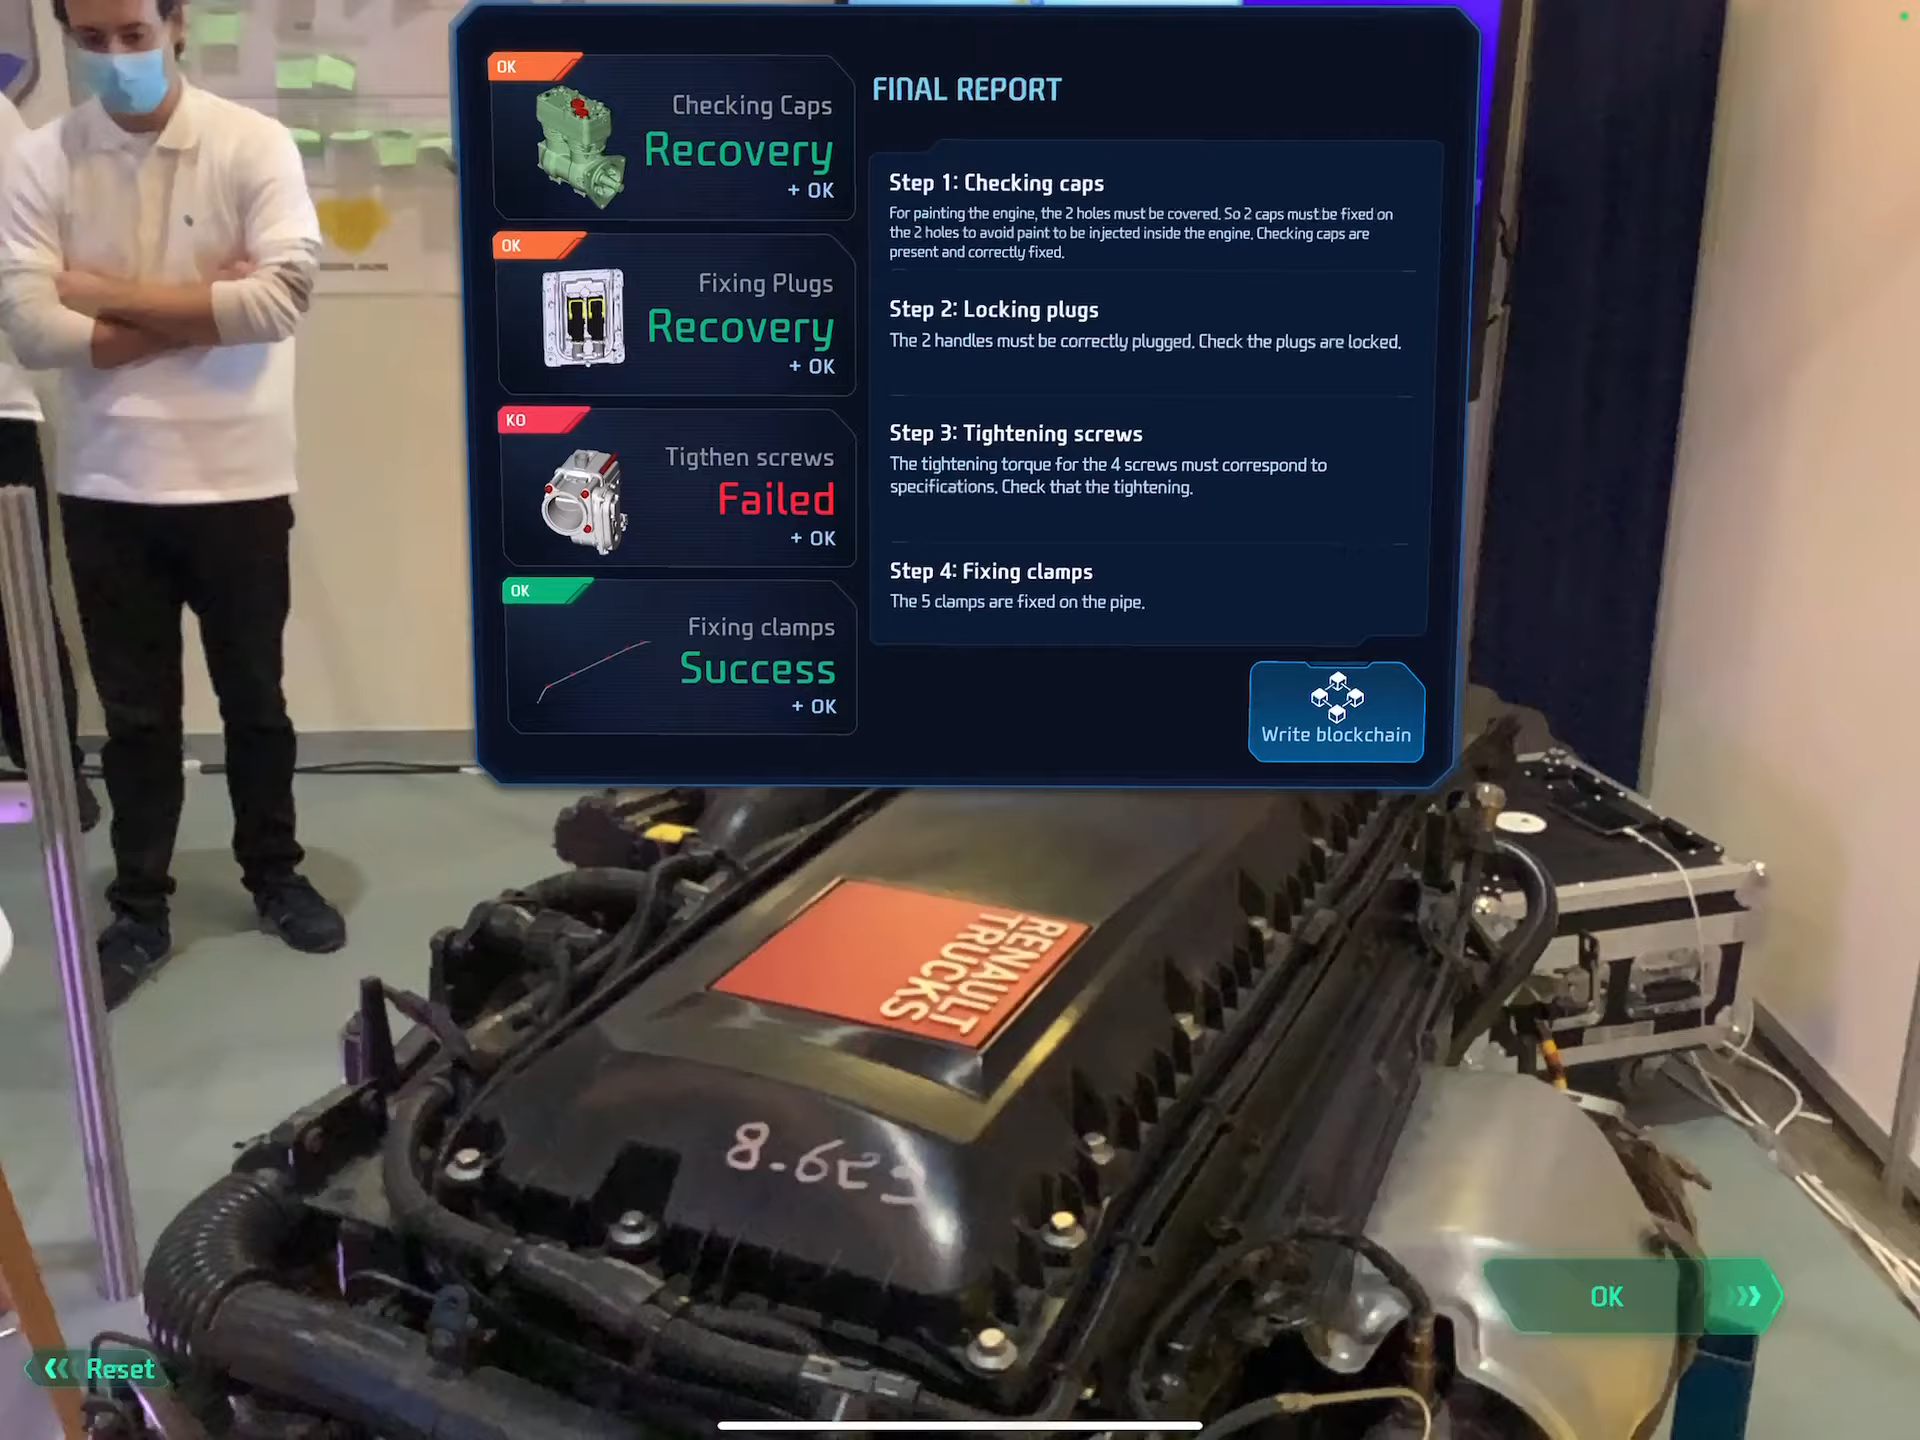 OK
Checking Caps
Recovery
+ OK
OK
Fixing Plugs
Recovery
+ OK
KO
Tigthen screws
Failed
+ OK
OK
Fixing clamps
Success
+ OK
FINAL REPORT
Step 1: Checking caps
For painting the engine, the 2 holes must be covered. So 2 caps must be fixed on
the 2 holes to avoid paint to be injected inside the engine. Checking caps are
present and correctly fixed.
Step 2: Locking plugs
The 2 handles must be correctly plugged. Check the plugs are locked.
Step 3: Tightening screws
The tightening torque for the 4 screws must correspond to
specifications. Check that the tightening.
Step 4: Fixing clamps
The 5 clamps are fixed on the pipe.
Write blockchain
RENAULT
TRUCKS
OK
Reset